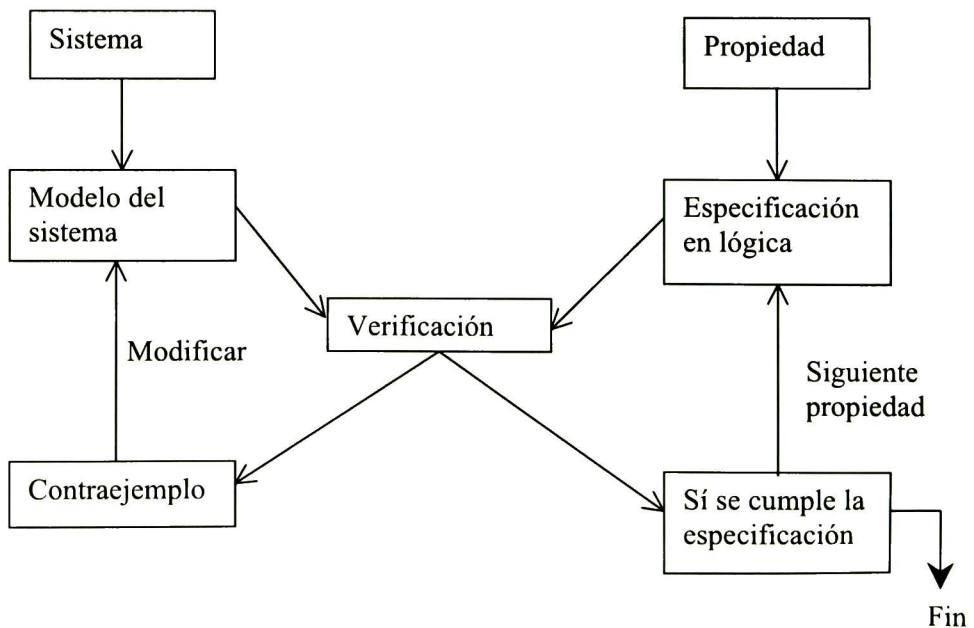 Sistema
Propiedad
Modelo del
sistema
Especificación
en lógica
Verificación
Modificar
Siguiente
propiedad
Contraejemplo
Sí se cumple la
especificación
Fin